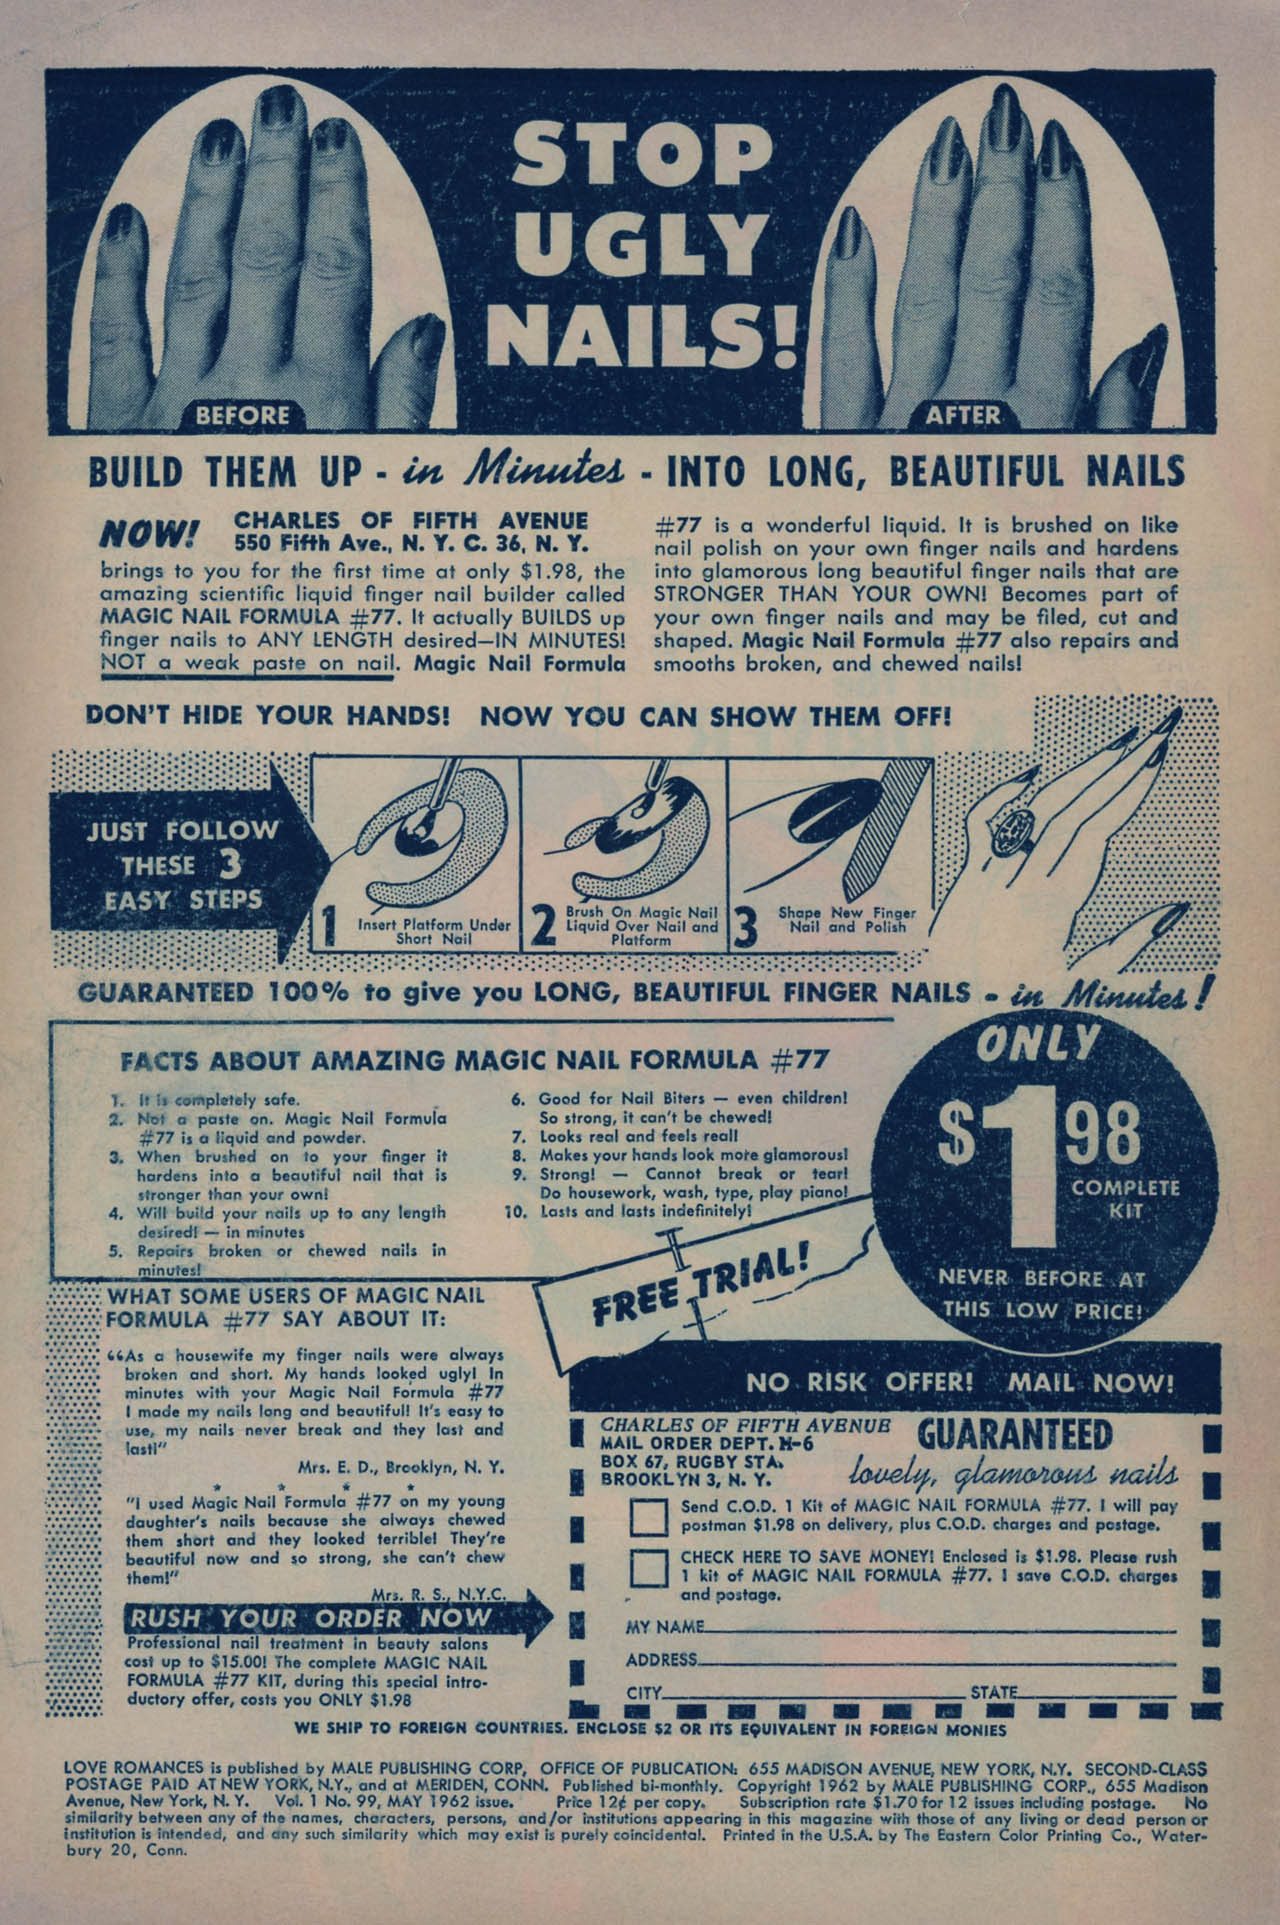 STOP
UGLY
NAILS!
BEFORE
AFTER
BUILD THEM UP - in Minutes - INTO LONG, BEAUTIFUL NAILS
NOW! CHARLES OF FIFTH AVENUE
550 Fifth Ave., N. Y. C. 36, N. Y.
brings to you for the first time at only $1.98, the
amazing scientific liquid finger nail builder called
MAGIC NAIL FORMULA #77. It actually BUILDS up
finger nails to ANY LENGTH desired—IN MINUTES!
NOT a weak paste on nail. Magic Nail Formula
#77 is a wonderful liquid. It is brushed on like
nail polish on your own finger nails and hardens
into glamorous long beautiful finger nails that are
STRONGER THAN YOUR OWN! Becomes part of
your own finger nails and may be filed, cut and
shaped. Magic Nail Formula #77 also repairs and
smooths broken, and chewed nails!
DON'T HIDE YOUR HANDS! NOW YOU CAN SHOW THEM OFF!
JUST FOLLOW
THESE 3
EASY STEPS
1 Insert Platform Under
Short Nail
2 Brush On Magic Nail
Liquid Over Nail and
Platform
3 Shape New Finger
Nail and Polish
GUARANTEED 100% to give you LONG, BEAUTIFUL FINGER NAILS - in Minutes!
FACTS ABOUT AMAZING MAGIC NAIL FORMULA #77
1. It is completely safe.
2. Not a paste on. Magic Nail Formula
#77 is a liquid and powder.
3. When brushed on to your finger it
hardens into a beautiful nail that is
stronger than your own!
4. Will build your nails up to any length
desired! — in minutes
5. Repairs broken or chewed nails in
minutes!
6. Good for Nail Biters — even children!
So strong, it can't be chewed!
7. Looks real and feels real!
8. Makes your hands look more glamorous!
9. Strong! — Cannot break or tear!
Do housework, wash, type, play piano!
10. Lasts and lasts indefinitely!
ONLY
$1.98
COMPLETE
KIT
NEVER BEFORE AT
THIS LOW PRICE!
FREE TRIAL!
WHAT SOME USERS OF MAGIC NAIL
FORMULA #77 SAY ABOUT IT:
“As a housewife my finger nails were always
broken and short. My hands looked ugly! In
minutes with your Magic Nail Formula #77
I made my nails long and beautiful! It's easy to
use, my nails never break and they last and
last!"
Mrs. E. D., Brooklyn, N. Y.
* * * *
"I used Magic Nail Formula #77 on my young
daughter's nails because she always chewed
them short and they looked terrible! They're
beautiful now and so strong, she can't chew
them!"
Mrs. R. S., N.Y.C.
RUSH YOUR ORDER NOW
Professional nail treatment in beauty salons
cost up to $15.00! The complete MAGIC NAIL
FORMULA #77 KIT, during this special intro-
ductory offer, costs you ONLY $1.98
NO RISK OFFER! MAIL NOW!
CHARLES OF FIFTH AVENUE
MAIL ORDER DEPT. M-6
BOX 67, RUGBY STA.
BROOKLYN 3, N. Y.
GUARANTEED
lovely, glamorous nails
Send C.O.D. 1 Kit of MAGIC NAIL FORMULA #77. I will pay
postman $1.98 on delivery, plus C.O.D. charges and postage.
CHECK HERE TO SAVE MONEY! Enclosed is $1.98. Please rush
1 kit of MAGIC NAIL FORMULA #77. I save C.O.D. charges
and postage.
MY NAME
ADDRESS
CITY STATE
WE SHIP TO FOREIGN COUNTRIES. ENCLOSE $2 OR ITS EQUIVALENT IN FOREIGN MONIES
LOVE ROMANCES is published by MALE PUBLISHING CORP, OFFICE OF PUBLICATION: 655 MADISON AVENUE, NEW YORK, N.Y. SECOND-CLASS
POSTAGE PAID AT NEW YORK, N.Y., and at MERIDEN, CONN. Published bi-monthly. Copyright 1962 by MALE PUBLISHING CORP., 655 Madison
Avenue, New York, N. Y. Vol. 1 No. 99, MAY 1962 issue. Price 12¢ per copy. Subscription rate $1.70 for 12 issues including postage. No
similarity between any of the names, characters, persons, and/or institutions appearing in this magazine with those of any living or dead person or
institution is intended, and any such similarity which may exist is purely coincidental. Printed in the U.S.A. by The Eastern Color Printing Co., Water-
bury 20, Conn.